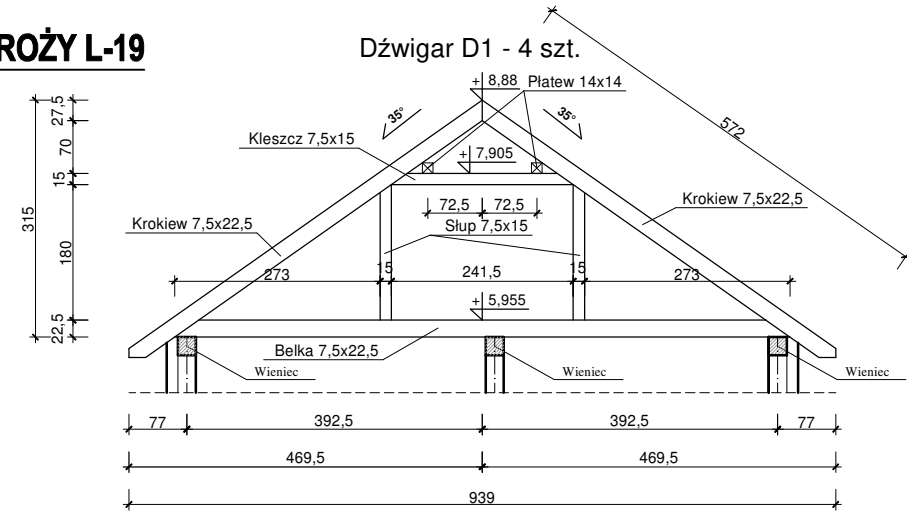 ROŻY L-19
Dźwigar D1 - 4 szt.
+ 8,88
Płatew 14x14
35°
35°
572
27,5
70
15
180
22,5
315
Kleszcz 7,5x15
+ 7,905
72,5
72,5
Krokiew 7,5x22,5
Krokiew 7,5x22,5
Słup 7,5x15
273
15
241,5
15
273
+ 5,955
Belka 7,5x22,5
Wieniec
Wieniec
Wieniec
77
392,5
392,5
77
469,5
469,5
939